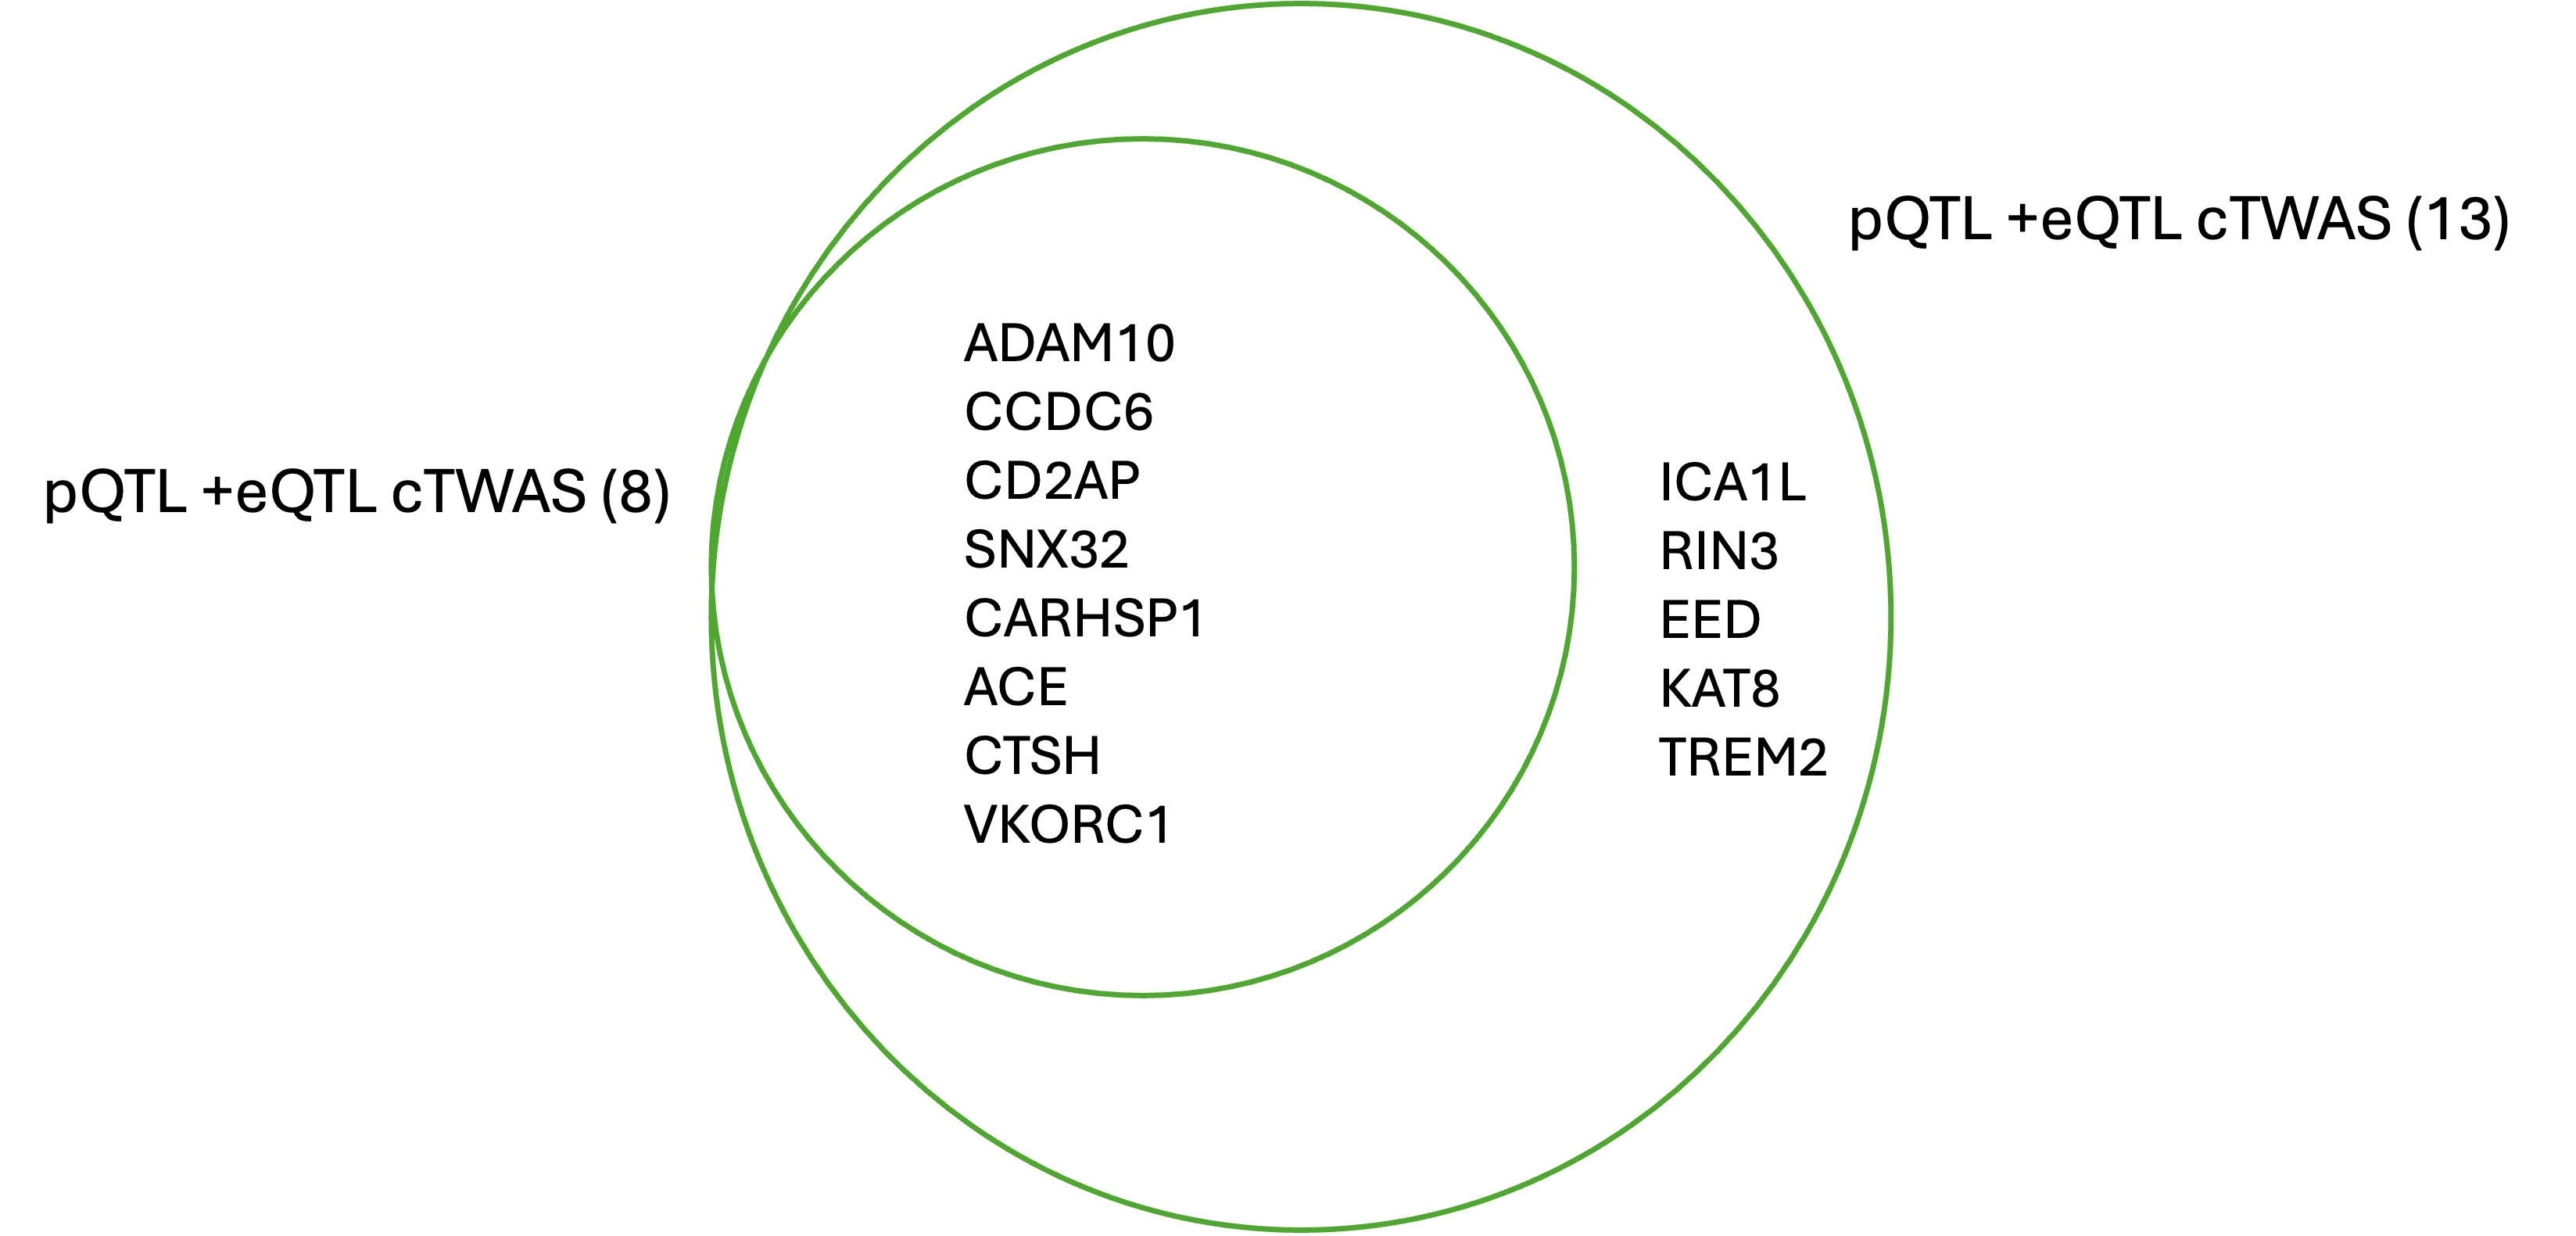 pQTL +eQTL cTWAS (13)
pQTL +eQTL cTWAS (8)
ADAM10
CCDC6
CD2AP
SNX32
CARHSP1
ACE
CTSH
VKORC1
ICA1L
RIN3
EED
KAT8
TREM2